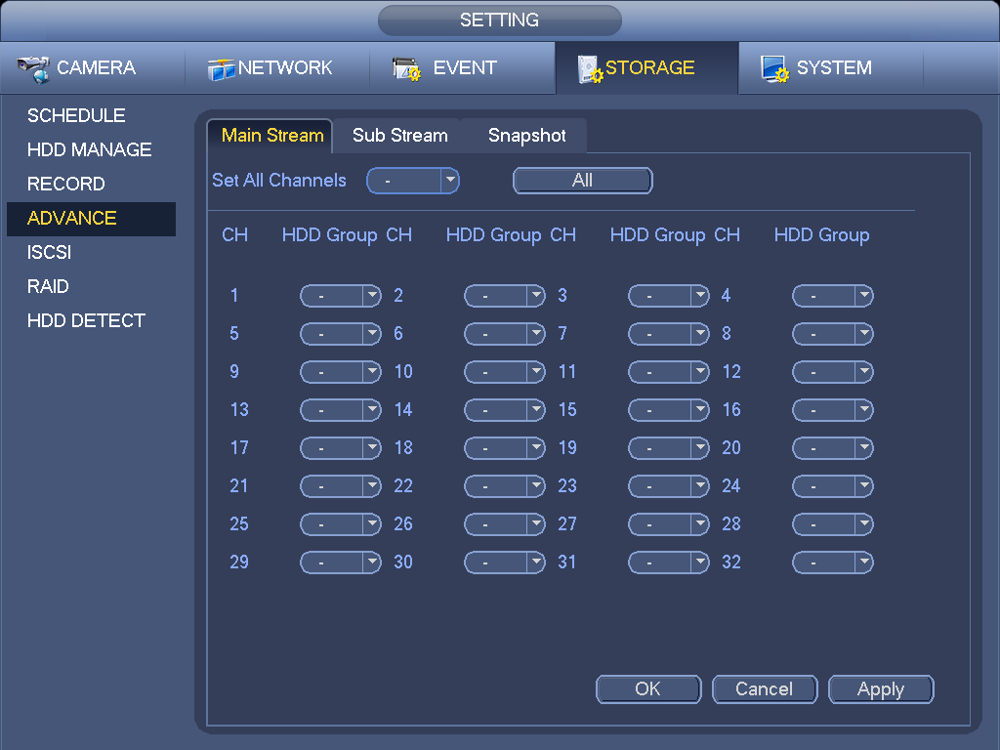 SETTING
CAMERA NETWORK EVENT STORAGE SYSTEM
SCHEDULE
HDD MANAGE
RECORD
ADVANCE
ISCSI
RAID
HDD DETECT
Main Stream Sub Stream Snapshot
Set All Channels - All
CH HDD Group CH HDD Group CH HDD Group CH HDD Group
1 - 2 - 3 - 4 -
5 - 6 - 7 - 8 -
9 - 10 - 11 - 12 -
13 - 14 - 15 - 16 -
17 - 18 - 19 - 20 -
21 - 22 - 23 - 24 -
25 - 26 - 27 - 28 -
29 - 30 - 31 - 32 -
OK Cancel Apply